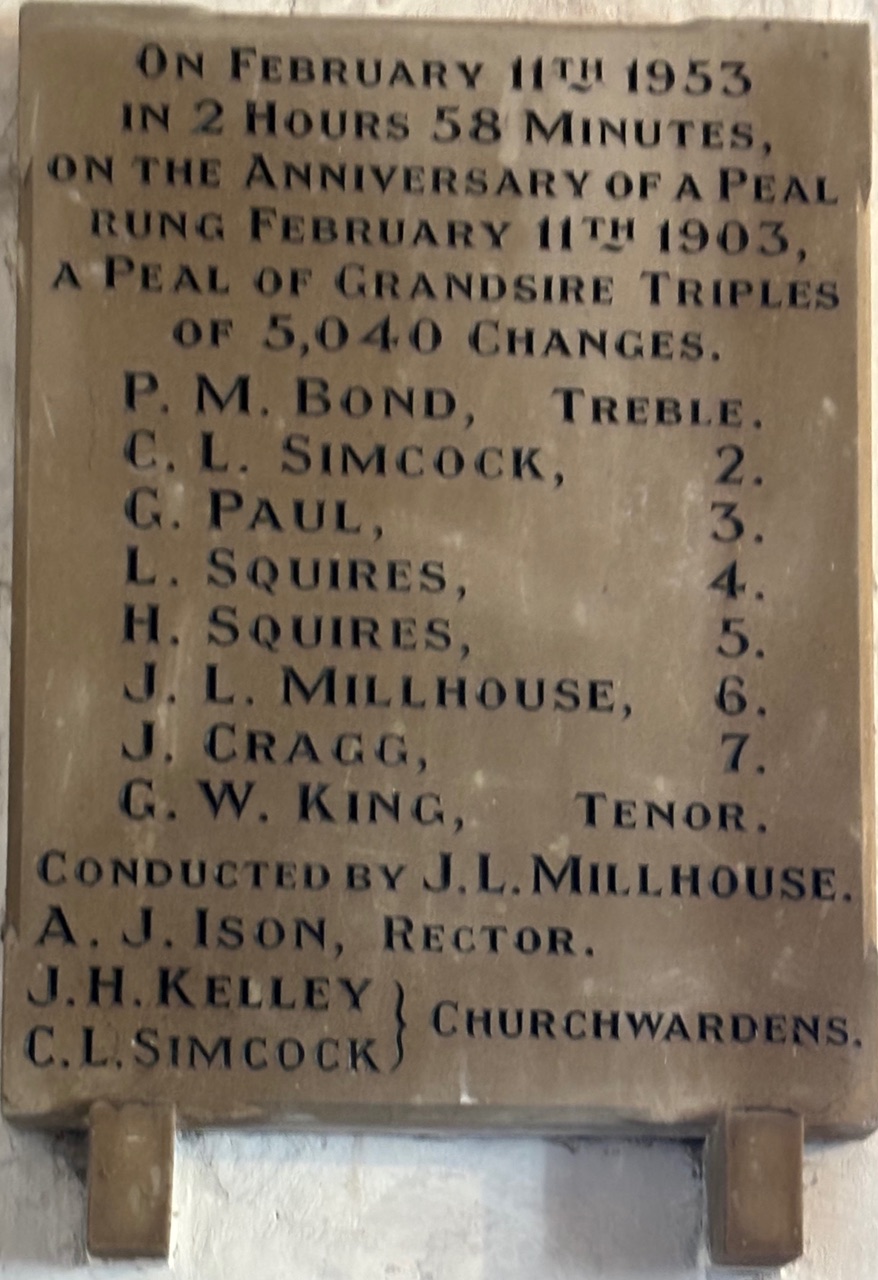 ON FEBRUARY 11TH 1953
IN 2 HOURS 58 MINUTES,
ON THE ANNIVERSARY OF A PEAL
RUNG FEBRUARY 11TH 1903,
A PEAL OF GRANDSIRE TRIPLES
OF 5,040 CHANGES.
P. M. BOND, TREBLE.
C. L. SIMCOCK, 2.
G. PAUL, 3.
L. SQUIRES, 4.
H. SQUIRES, 5.
J. L. MILLHOUSE, 6.
J. CRAGG, 7.
G. W. KING, TENOR.
CONDUCTED BY J.L.MILLHOUSE.
A. J. ISON, RECTOR.
J.H.KELLEY
C.L.SIMCOCK } CHURCHWARDENS.